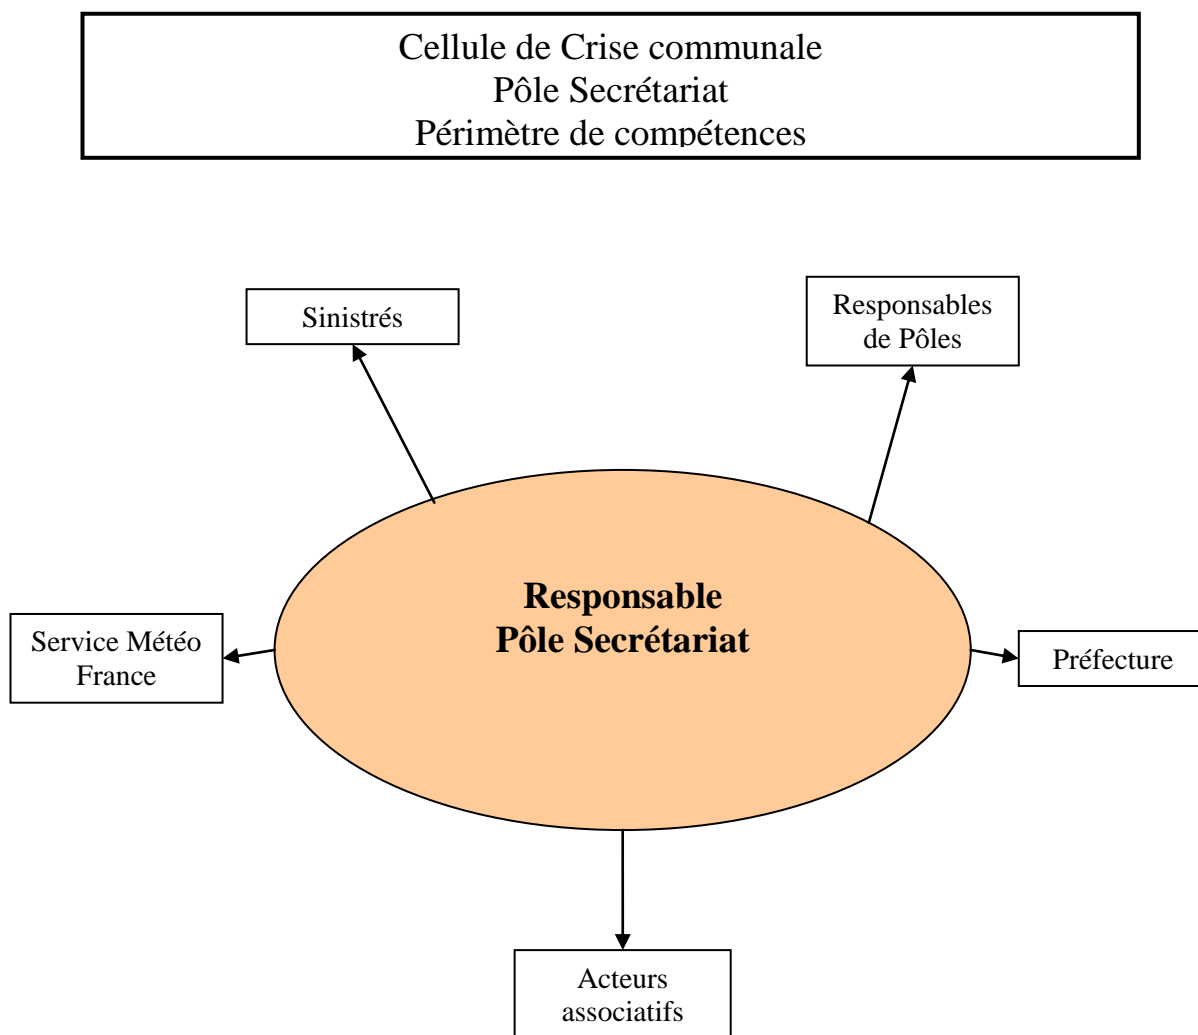 Cellule de Crise communale
Pôle Secrétariat
Périmètre de compétences
Sinistrés
Responsables
de Pôles
Responsable
Pôle Secrétariat
Service Météo
France
Préfecture
Acteurs
associatifs